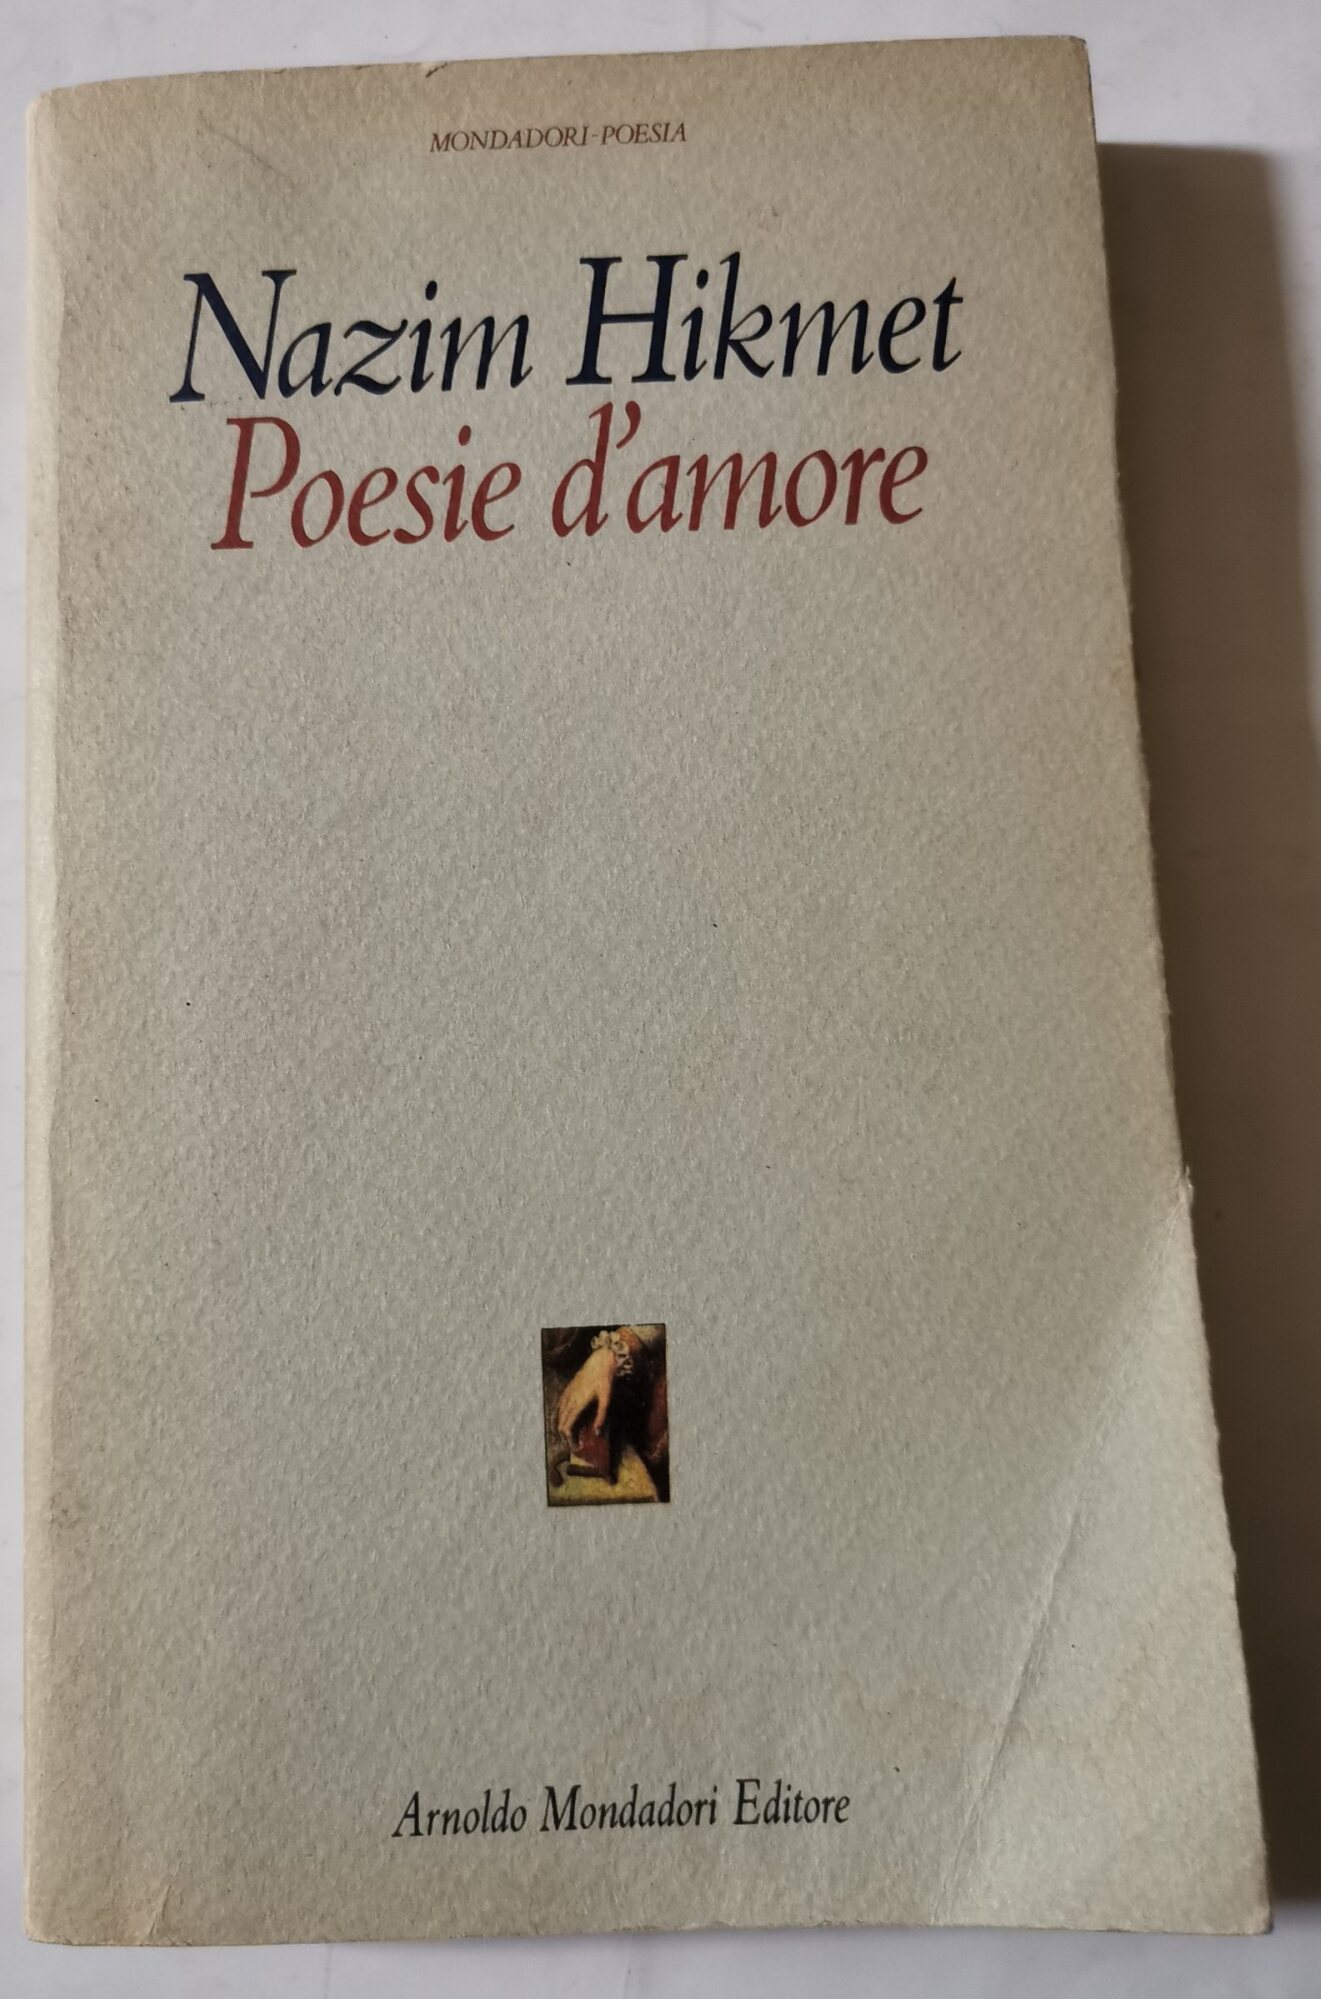 MONDADORI-POESIA
Nazim Hikmet
Poesie d'amore
Arnoldo Mondadori Editore